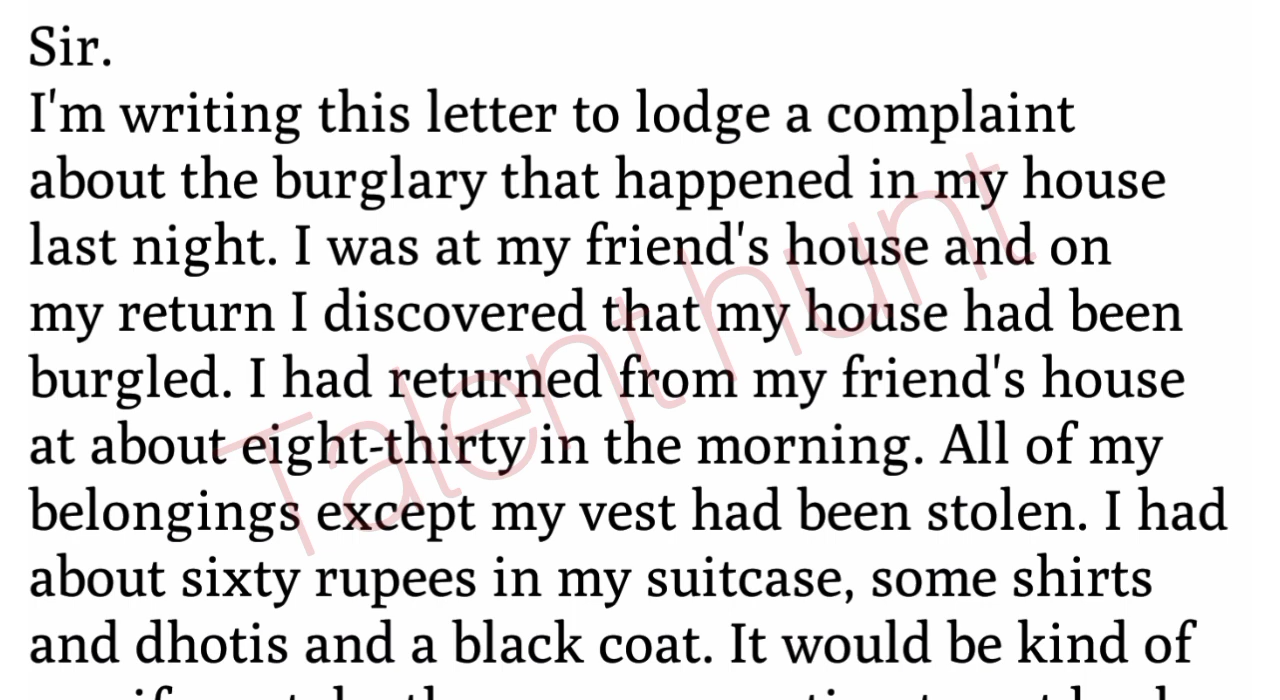 Sir.
I'm writing this letter to lodge a complaint
about the burglary that happened in my house
last night. I was at my friend's house and on
my return I discovered that my house had been
burgled. I had returned from my friend's house
at about eight-thirty in the morning. All of my
belongings except my vest had been stolen. I had
about sixty rupees in my suitcase, some shirts
and dhotis and a black coat. It would be kind of
Talent hunt